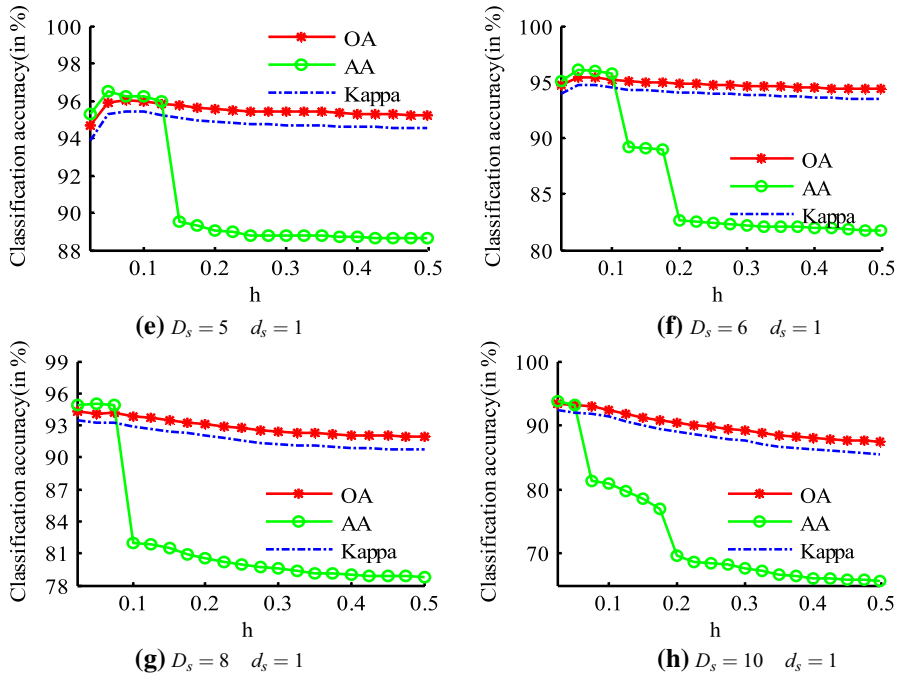 Classification accuracy(in %)
100
98
96
94
92
90
88
0.1
0.2
0.3
0.4
0.5
h
OA
AA
Kappa
(e) Ds = 5 ds = 1
Classification accuracy(in %)
100
95
90
85
80
0.1
0.2
0.3
0.4
0.5
h
OA
AA
Kappa
(f) Ds = 6 ds = 1
Classification accuracy(in %)
99
96
93
90
87
84
81
78
0.1
0.2
0.3
0.4
0.5
h
OA
AA
Kappa
(g) Ds = 8 ds = 1
Classification accuracy(in %)
100
90
80
70
0.1
0.2
0.3
0.4
0.5
h
OA
AA
Kappa
(h) Ds = 10 ds = 1